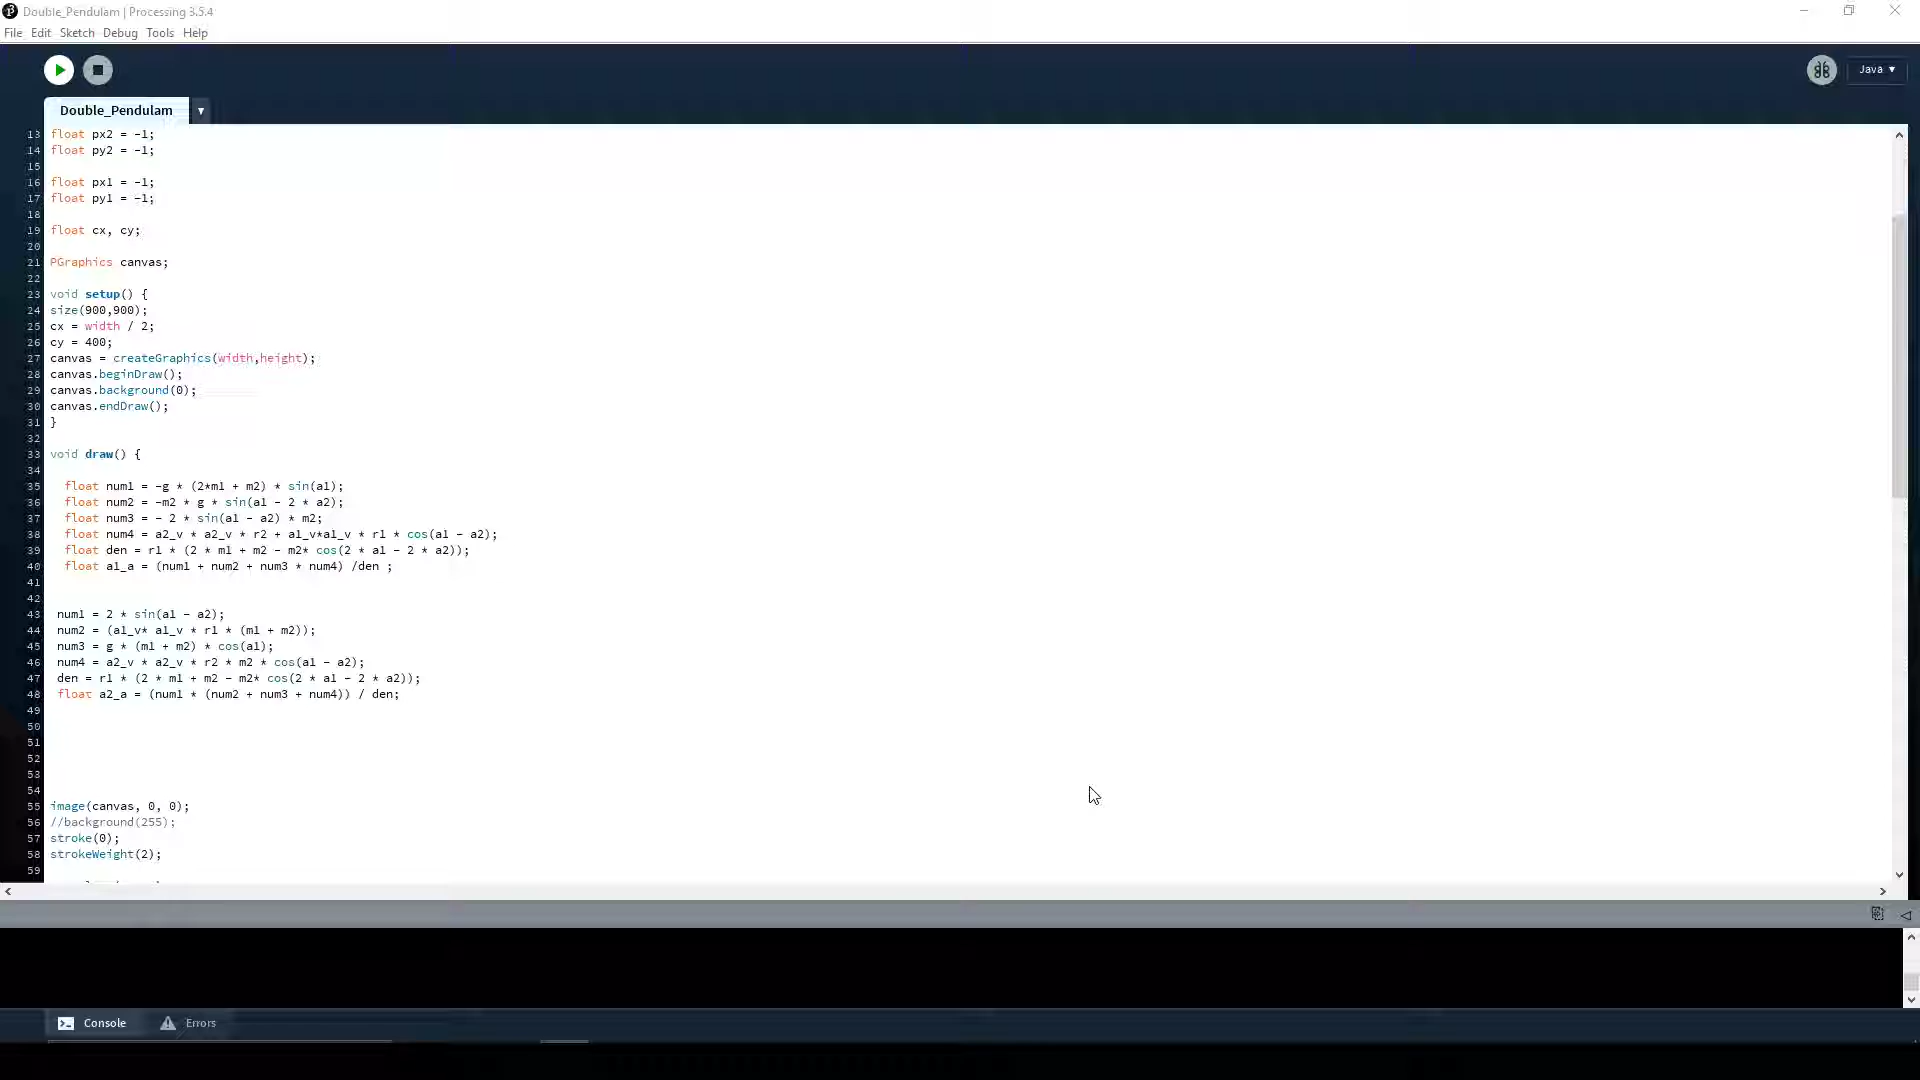 Double_Pendulam | Processing 3.5.4
File Edit Sketch Debug Tools Help
Java ▼
Double_Pendulam ▼
13 float px2 = -1;
14 float py2 = -1;
15
16 float px1 = -1;
17 float py1 = -1;
18
19 float cx, cy;
20
21 PGraphics canvas;
22
23 void setup() {
24 size(900,900);
25 cx = width / 2;
26 cy = 400;
27 canvas = createGraphics(width,height);
28 canvas.beginDraw();
29 canvas.background(0);
30 canvas.endDraw();
31 }
32
33 void draw() {
34
35 float num1 = -g * (2*m1 + m2) * sin(a1);
36 float num2 = -m2 * g * sin(a1 - 2 * a2);
37 float num3 = - 2 * sin(a1 - a2) * m2;
38 float num4 = a2_v * a2_v * r2 + a1_v*a1_v * r1 * cos(a1 - a2);
39 float den = r1 * (2 * m1 + m2 - m2* cos(2 * a1 - 2 * a2));
40 float a1_a = (num1 + num2 + num3 * num4) /den ;
41
42
43 num1 = 2 * sin(a1 - a2);
44 num2 = (a1_v* a1_v * r1 * (m1 + m2));
45 num3 = g * (m1 + m2) * cos(a1);
46 num4 = a2_v * a2_v * r2 * m2 * cos(a1 - a2);
47 den = r1 * (2 * m1 + m2 - m2* cos(2 * a1 - 2 * a2));
48 float a2_a = (num1 * (num2 + num3 + num4)) / den;
49
50
51
52
53
54
55 image(canvas, 0, 0);
56 //background(255);
57 stroke(0);
58 strokeWeight(2);
59
Console Errors